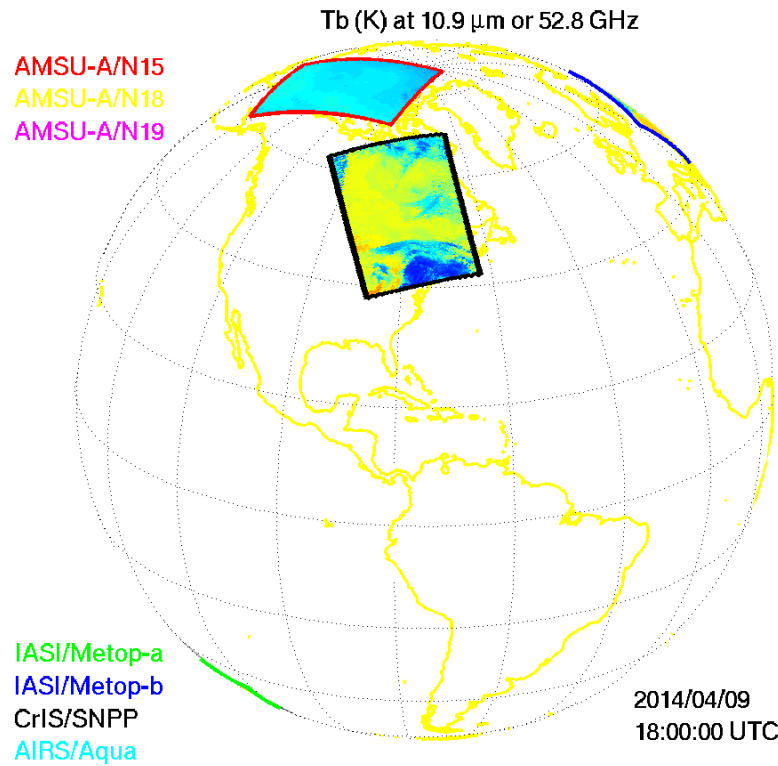 Tb (K) at 10.9 µm or 52.8 GHz
AMSU-A/N15
AMSU-A/N18
AMSU-A/N19
IASI/Metop-a
IASI/Metop-b
CrIS/SNPP
AIRS/Aqua
2014/04/09
18:00:00 UTC